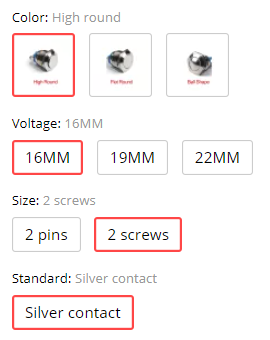 Color: High round
High Round
Flat Round
Ball Shape
Voltage: 16MM
16MM
19MM
22MM
Size: 2 screws
2 pins
2 screws
Standard: Silver contact
Silver contact